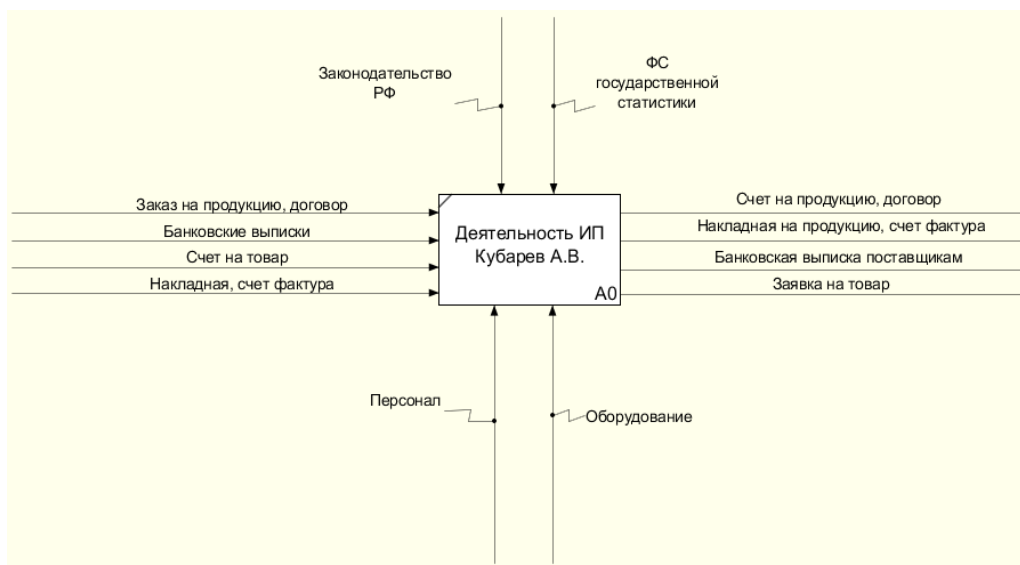 Законодательство
РФ
ФС
государственной
статистики
Заказ на продукцию, договор
Банковские выписки
Счет на товар
Накладная, счет фактура
Деятельность ИП
Кубарев А.В.
A0
Счет на продукцию, договор
Накладная на продукцию, счет фактура
Банковская выписка поставщикам
Заявка на товар
Персонал
Оборудование